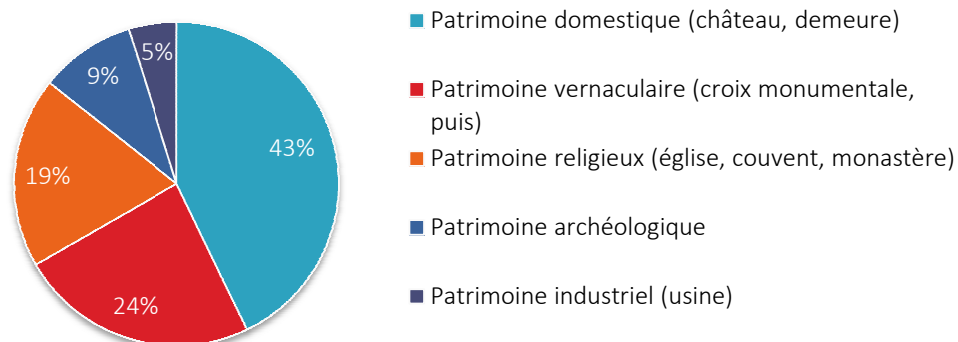 Patrimoine domestique (château, demeure)
Patrimoine vernaculaire (croix monumentale,
puis)
Patrimoine religieux (église, couvent, monastère)
Patrimoine archéologique
Patrimoine industriel (usine)
43%
24%
19%
9%
5%